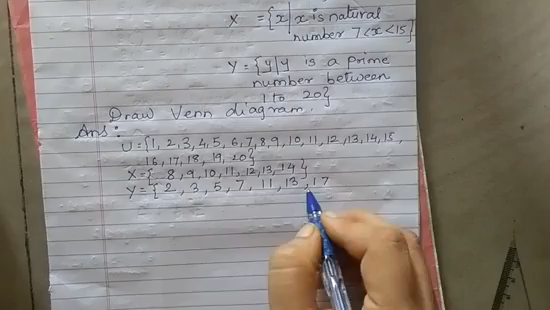 X = {x|x is natural
number 7<x<15}
Y = {y|y is a prime
number between
1 to 20}
Draw Venn diagram.
Ans:
U={1, 2, 3, 4, 5, 6, 7, 8, 9, 10, 11, 12, 13, 14, 15,
16, 17, 18, 19, 20}
X={ 8, 9, 10, 11, 12, 13, 14 }
Y={ 2, 3, 5, 7, 11, 13, 17